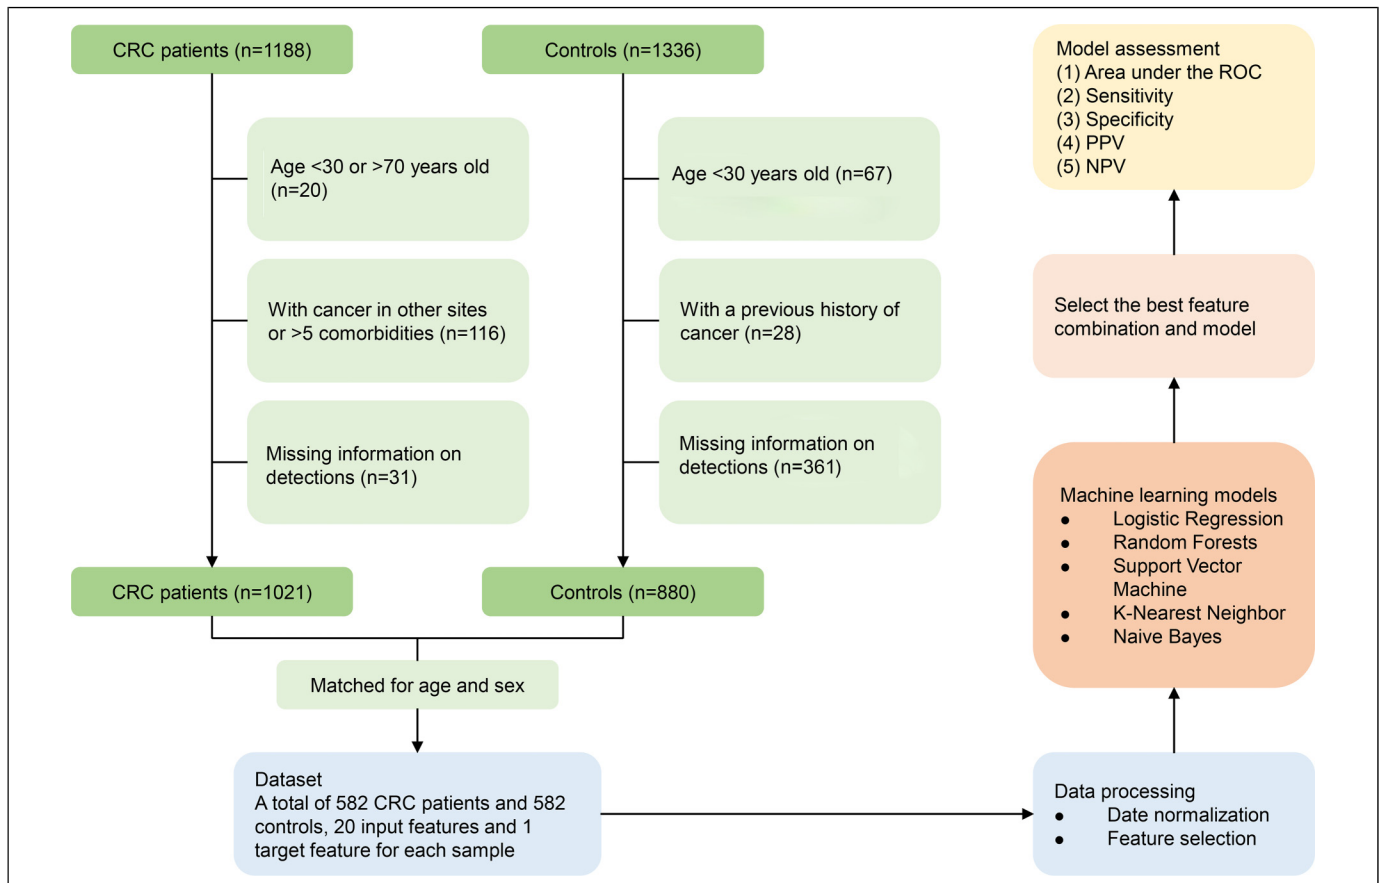 CRC patients (n=1188)
Controls (n=1336)
Age <30 or >70 years old
(n=20)
Age <30 years old (n=67)
With cancer in other sites
or >5 comorbidities (n=116)
With a previous history of
cancer (n=28)
Missing information on
detections (n=31)
Missing information on
detections (n=361)
CRC patients (n=1021)
Controls (n=880)
Matched for age and sex
Dataset
A total of 582 CRC patients and 582
controls, 20 input features and 1
target feature for each sample
Data processing
● Date normalization
● Feature selection
Machine learning models
● Logistic Regression
● Random Forests
● Support Vector
Machine
● K-Nearest Neighbor
● Naive Bayes
Select the best feature
combination and model
Model assessment
(1) Area under the ROC
(2) Sensitivity
(3) Specificity
(4) PPV
(5) NPV